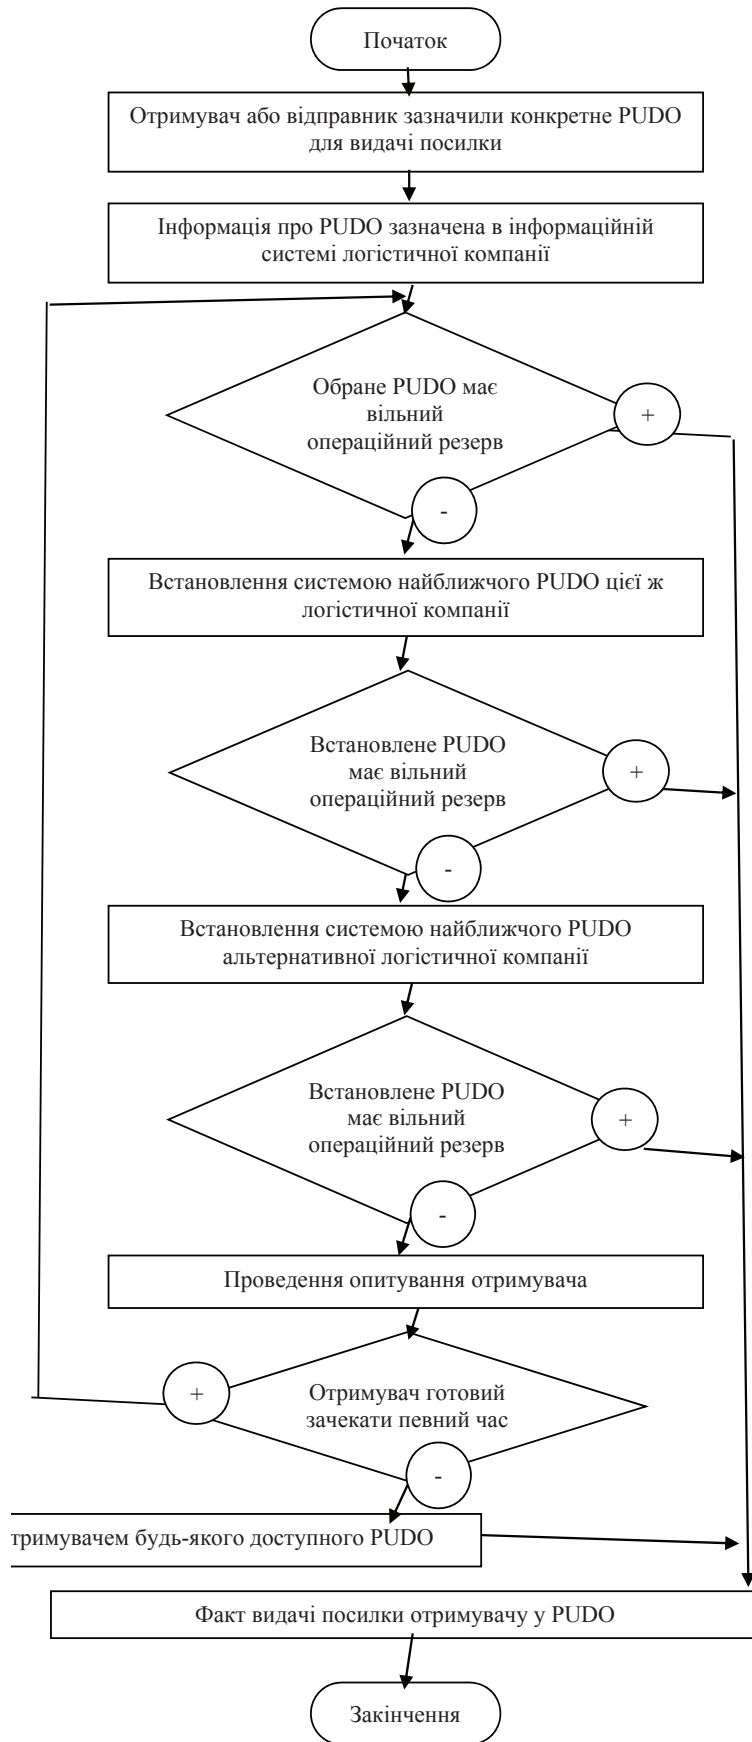 Початок
Отримувач або відправник зазначили конкретне PUDO
для видачі посилки
Інформація про PUDO зазначена в інформаційній
системі логістичної компанії
Обране PUDO має
вільний
операційний резерв
+
-
Встановлення системою найближчого PUDO цієї ж
логістичної компанії
Встановлене PUDO
має вільний
операційний резерв
+
-
Встановлення системою найближчого PUDO
альтернативної логістичної компанії
Встановлене PUDO
має вільний
операційний резерв
+
-
Проведення опитування отримувача
+
Отримувач готовий
зачекати певний час
-
тримувачем будь-якого доступного PUDO
Факт видачі посилки отримувачу у PUDO
Закінчення